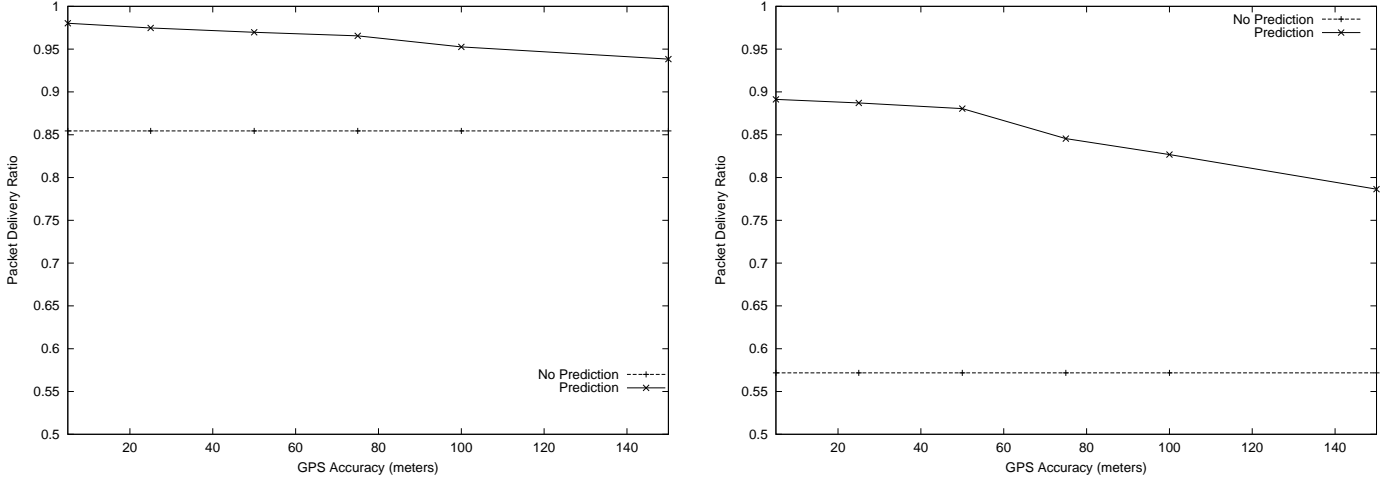 1
0.95
0.9
0.85
0.8
0.75
0.7
0.65
0.6
0.55
0.5
Packet Delivery Ratio
No Prediction
Prediction
20 40 60 80 100 120 140
GPS Accuracy (meters)
1
0.95
0.9
0.85
0.8
0.75
0.7
0.65
0.6
0.55
0.5
Packet Delivery Ratio
No Prediction
Prediction
20 40 60 80 100 120 140
GPS Accuracy (meters)